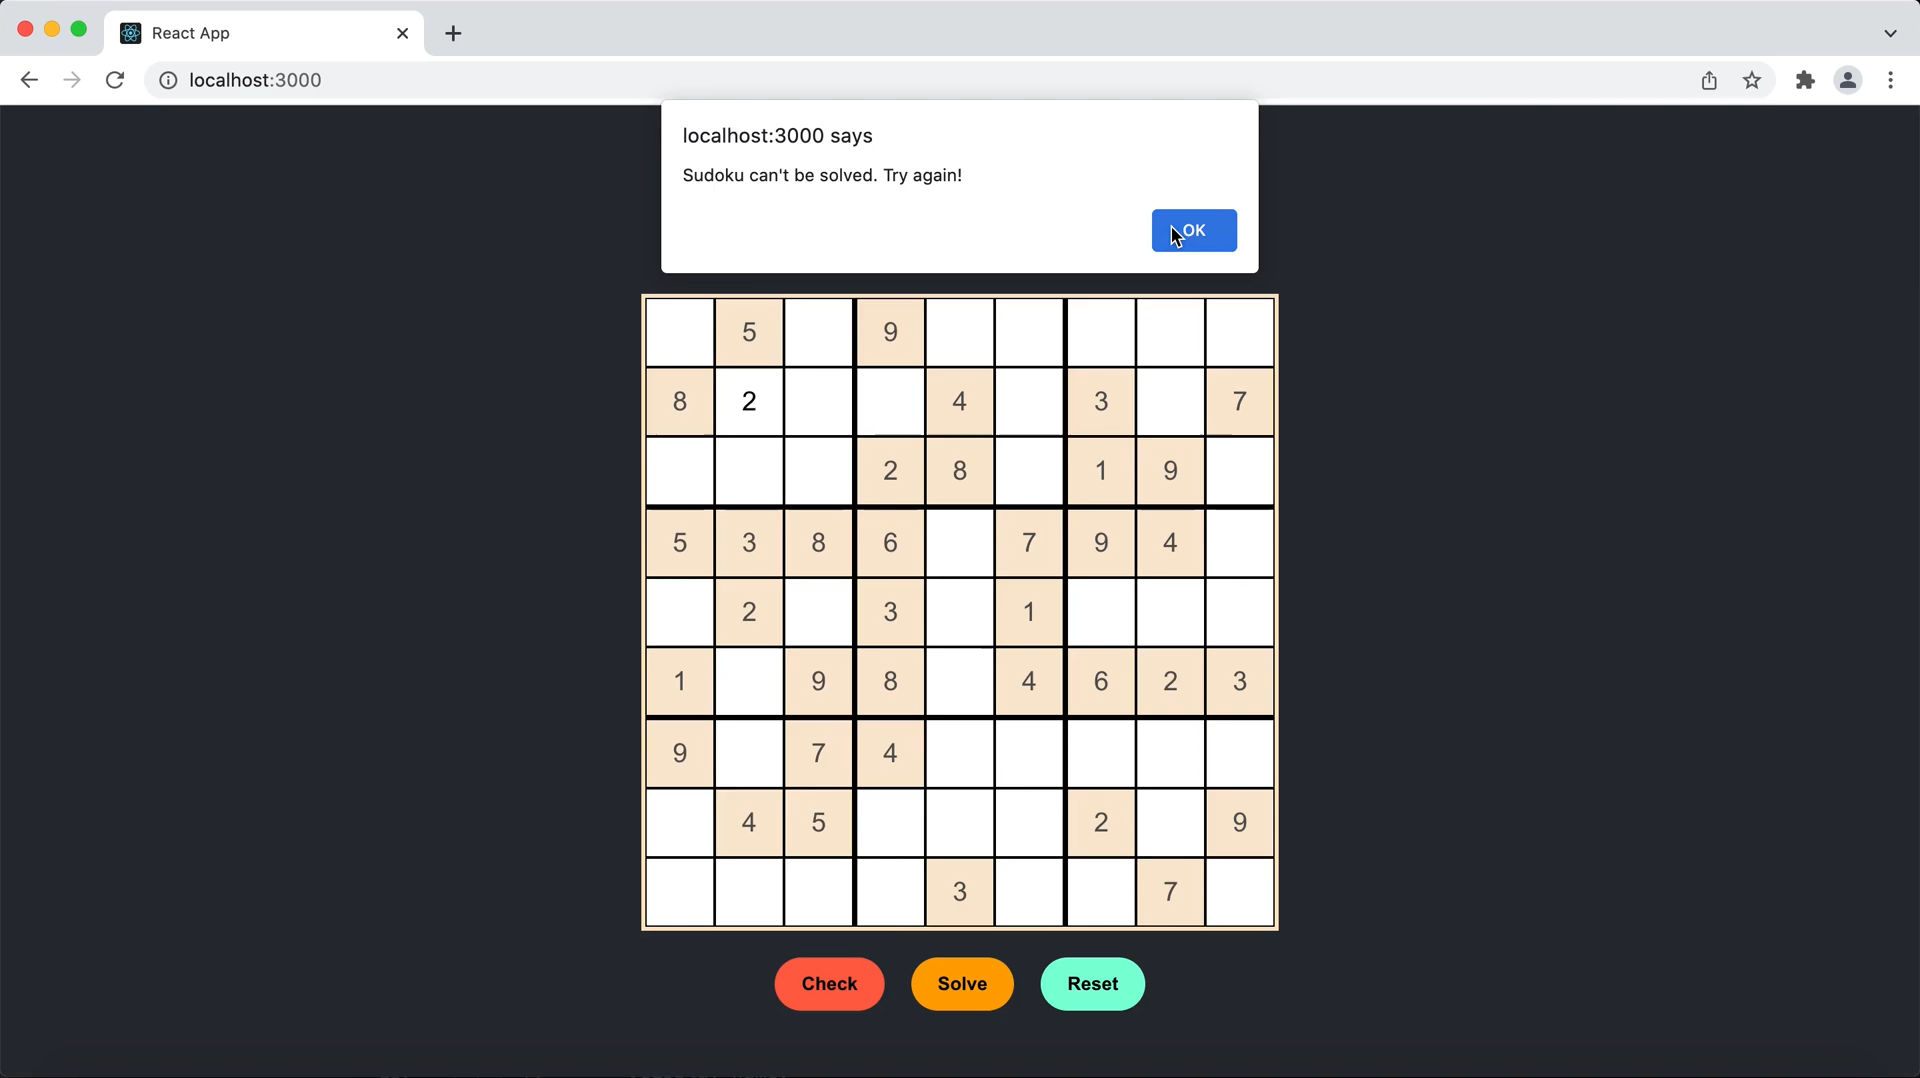 React App
localhost:3000
localhost:3000 says
Sudoku can't be solved. Try again!
OK
5 9
8 2 4 3 7
2 8 1 9
5 3 8 6 7 9 4
2 3 1
1 9 8 4 6 2 3
9 7 4
4 5 2 9
3 7
Check Solve Reset